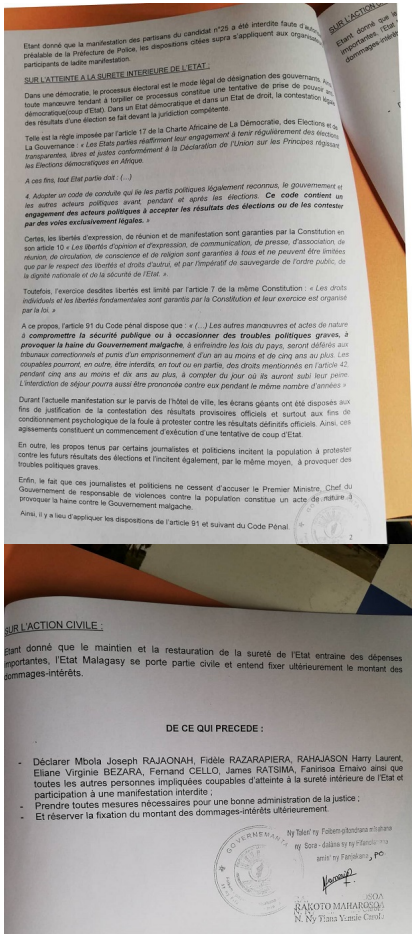 Etant donné que la manifestation des partisans du candidat n°25 a été interdite faute d'autorisation
préalable de la Préfecture de Police, les dispositions citées supra s'appliquent aux organisateurs
participants de ladite manifestation.
SUR L'ATTEINTE A LA SURETE INTERIEURE DE L'ETAT :
Dans une démocratie, le processus électoral est le mode légal de désignation des gouvernants. Ainsi,
toute manœuvre tendant à torpiller ce processus constitue une tentative de prise de pouvoir
démocratique(coup d'Etat). Dans un Etat démocratique et dans un Etat de droit, la contestation légale
des résultats d'une élection se fait devant la juridiction compétente.
Telle est la règle imposée par l'article 17 de la Charte Africaine de La Démocratie, des Elections et de
La Gouvernance : « Les Etats parties réaffirment leur engagement à tenir régulièrement des élections
transparentes, libres et justes conformément à la Déclaration de l'Union sur les Principes régissant
les Elections démocratiques en Afrique.
A ces fins, tout Etat partie doit : (…)
4. Adopter un code de conduite qui lie les partis politiques légalement reconnus, le gouvernement et
les autres acteurs politiques avant, pendant et après les élections. Ce code contient un
engagement des acteurs politiques à accepter les résultats des élections ou de les contester
par des voies exclusivement légales. »
Certes, les libertés d'expression, de réunion et de manifestation sont garanties par la Constitution en
son article 10 « Les libertés d'opinion et d'expression, de communication, de presse, d'association, de
réunion, de circulation, de conscience et de religion sont garanties à tous et ne peuvent être limitées
que par le respect des libertés et droits d'autrui, et par l'impératif de sauvegarde de l'ordre public, de
la dignité nationale et de la sécurité de l'Etat. ».
Toutefois, l'exercice desdites libertés est limité par l'article 7 de la même Constitution : « Les droits
individuels et les libertés fondamentales sont garantis par la Constitution et leur exercice est organisé
par la loi. »
A ce propos, l'article 91 du Code pénal dispose que : « (…) Les autres manœuvres et actes de nature
à compromettre la sécurité publique ou à occasionner des troubles politiques graves, à
provoquer la haine du Gouvernement malgache, à enfreindre les lois du pays, seront déférés aux
tribunaux correctionnels et punis d'un emprisonnement d'un an au moins et de cinq ans au plus. Les
coupables pourront, en outre, être interdits, en tout ou en partie, des droits mentionnés en l'article 42,
pendant cinq ans au moins et dix ans au plus, à compter du jour où ils auront subi leur peine.
L'interdiction de séjour pourra aussi être prononcée contre eux pendant le même nombre d'années »
Durant l'actuelle manifestation sur le parvis de l'hôtel de ville, les écrans géants ont été disposés aux
fins de justification de la contestation des résultats provisoires officiels et surtout aux fins de
conditionnement psychologique de la foule à protester contre les résultats définitifs officiels. Ainsi, ces
agissements constituent un commencement d'exécution d'une tentative de coup d'Etat.
En outre, les propos tenus par certains journalistes et politiciens incitent la population à protester
contre les futurs résultats des élections et l'incitent également, par le même moyen, à provoquer des
troubles politiques graves.
Enfin, le fait que ces journalistes et politiciens ne cessent d'accuser le Premier Ministre, Chef du
Gouvernement de responsable de violences contre la population constitue un acte de nature à
provoquer la haine contre le Gouvernement malgache.
Ainsi, il y a lieu d'appliquer les dispositions de l'article 91 et suivant du Code Pénal.
2
SUR L'ACTION CIVILE :
Etant donné que le maintien et la restauration de la sureté de l'Etat entraine des dépenses
importantes, l'Etat Malagasy se porte partie civile et entend fixer ultérieurement le montant des
dommages-intérêts.
DE CE QUI PRECEDE :
- Déclarer Mbola Joseph RAJAONAH, Fidèle RAZARAPIERA, RAHAJASON Harry Laurent,
Eliane Virginie BEZARA, Fernand CELLO, James RATSIMA, Fanirisoa Ernaivo ainsi que
toutes les autres personnes impliquées coupables d'atteinte à la sureté intérieure de l'Etat et
participation à une manifestation interdite ;
- Prendre toutes mesures nécessaires pour une bonne administration de la justice ;
- Et réserver la fixation du montant des dommages-intérêts ultérieurement.
GOUVERNEMANTA
Ny Talen' ny
ny Sora - dalàna sy ny
amin' ny Fanjakana, PO
RAKOTO MAHAROSOA
N. Ny Ylana Yansie Carole